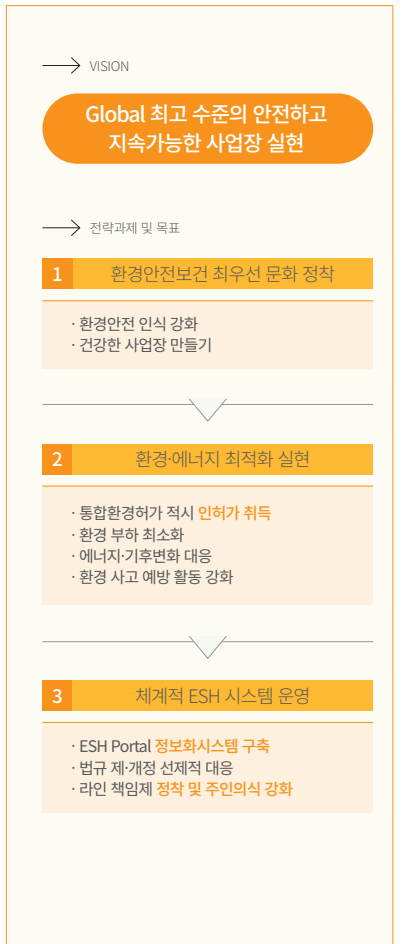 VISION
Global 최고 수준의 안전하고
지속가능한 사업장 실현
전략과제 및 목표
1 환경안전보건 최우선 문화 정착
· 환경안전 인식 강화
· 건강한 사업장 만들기
2 환경·에너지 최적화 실현
· 통합환경허가 적시 인허가 취득
· 환경 부하 최소화
· 에너지·기후변화 대응
· 환경 사고 예방 활동 강화
3 체계적 ESH 시스템 운영
· ESH Portal 정보화시스템 구축
· 법규 제·개정 선제적 대응
· 라인 책임제 정착 및 주인의식 강화